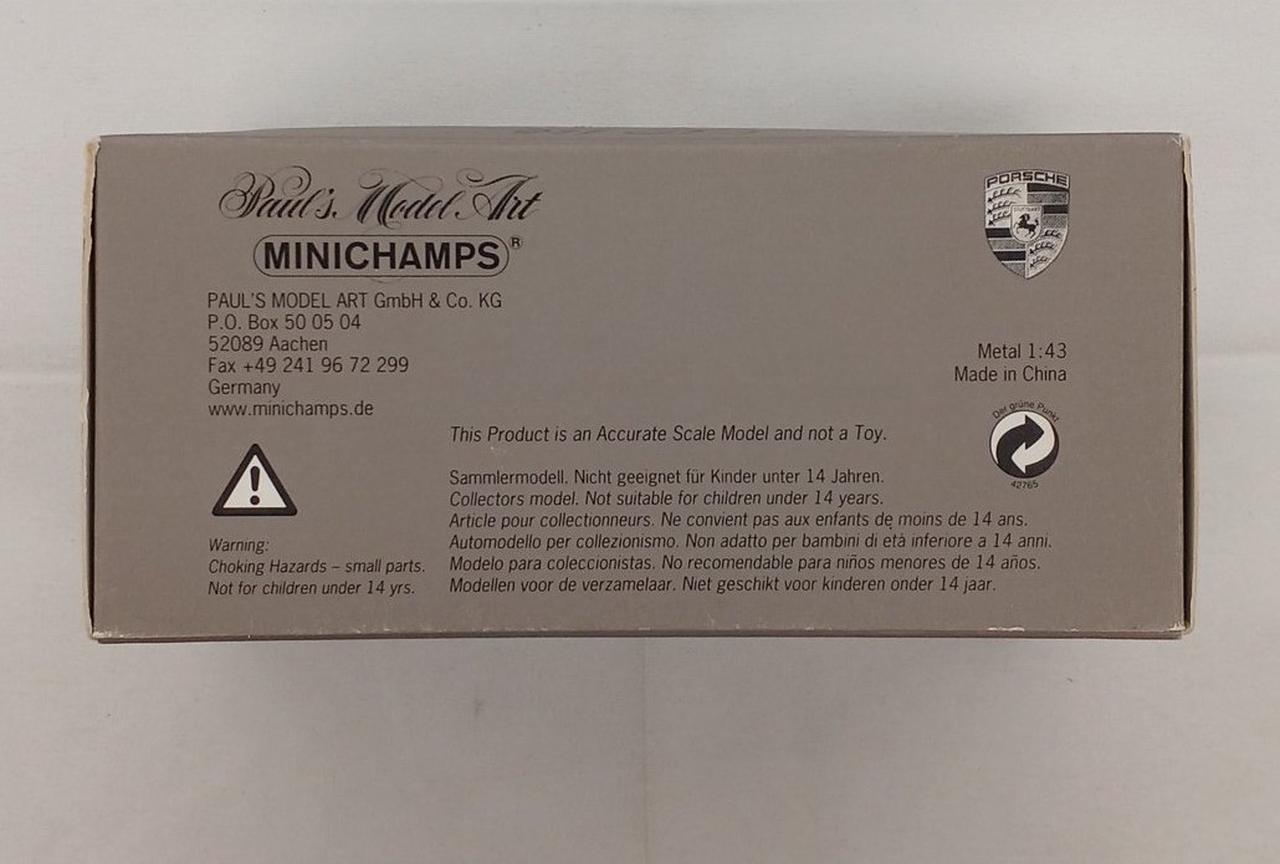 Paul's Model Art
MINICHAMPS®
PAUL'S MODEL ART GmbH & Co. KG
P.O. Box 50 05 04
52089 Aachen
Fax +49 241 96 72 299
Germany
www.minichamps.de
PORSCHE
STUTTGART
Metal 1:43
Made in China
Der grüne Punkt
42765
This Product is an Accurate Scale Model and not a Toy.
Warning:
Choking Hazards – small parts.
Not for children under 14 yrs.
Sammlermodell. Nicht geeignet für Kinder unter 14 Jahren.
Collectors model. Not suitable for children under 14 years.
Article pour collectionneurs. Ne convient pas aux enfants de moins de 14 ans.
Automodello per collezionismo. Non adatto per bambini di età inferiore a 14 anni.
Modelo para coleccionistas. No recomendable para niños menores de 14 años.
Modellen voor de verzamelaar. Niet geschikt voor kinderen onder 14 jaar.